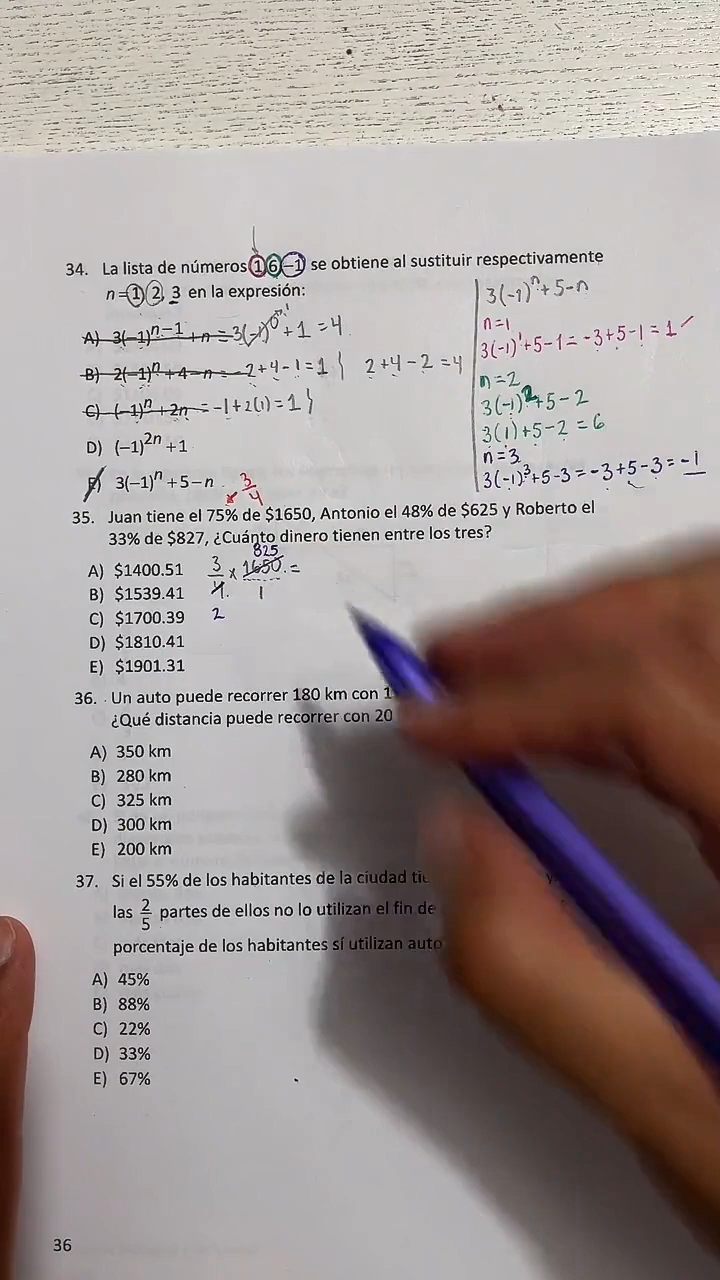 34. La lista de números 1, 6, −1 se obtiene al sustituir respectivamente
n = 1, 2, 3 en la expresión:
A) 3(−1)^{n−1} + n = 3(−1)^0 + 1 = 4
B) 2(−1)^n + 4 − n = −2 + 4 − 1 = 1 } 2 + 4 − 2 = 4
C) (−1)^n + 2n = −1 + 2(1) = 1 }
D) (−1)^{2n} + 1
E) 3(−1)^n + 5 − n
3(−1)^n + 5 − n
n = 1
3(−1)^1 + 5 − 1 = −3 + 5 − 1 = 1 ✓
n = 2
3(−1)^2 + 5 − 2
3(1) + 5 − 2 = 6
n = 3
3(−1)^3 + 5 − 3 = −3 + 5 − 3 = −1
3/4
35. Juan tiene el 75% de $1650, Antonio el 48% de $625 y Roberto el
33% de $827, ¿Cuánto dinero tienen entre los tres?
825
3/4 × 1650/1 =
2
A) $1400.51
B) $1539.41
C) $1700.39
D) $1810.41
E) $1901.31
36. Un auto puede recorrer 180 km con
¿Qué distancia puede recorrer con 20
A) 350 km
B) 280 km
C) 325 km
D) 300 km
E) 200 km
37. Si el 55% de los habitantes de la ciudad
las 2/5 partes de ellos no lo utilizan el fin de
porcentaje de los habitantes sí utilizan
A) 45%
B) 88%
C) 22%
D) 33%
E) 67%
36